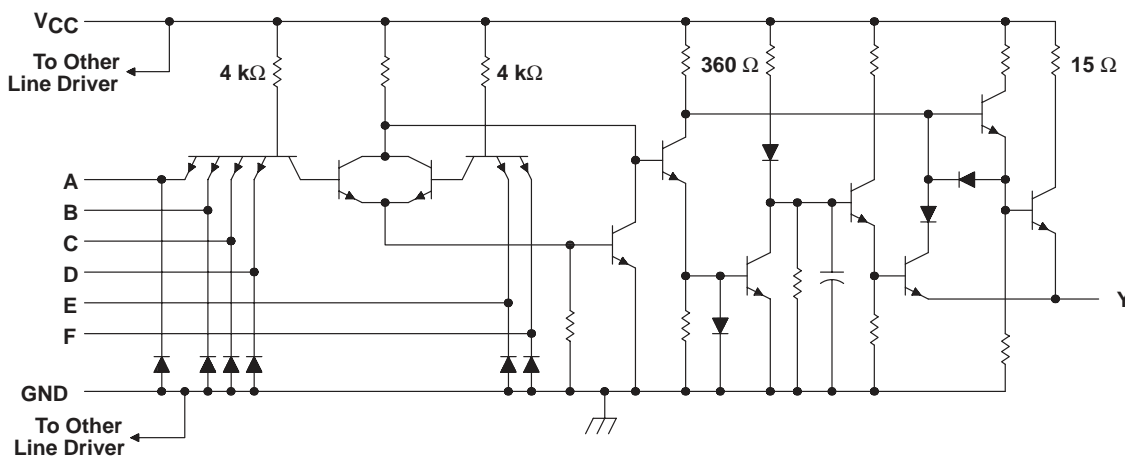 VCC
To Other
Line Driver
4 kΩ
4 kΩ
360 Ω
15 Ω
A
B
C
D
E
F
Y
GND
To Other
Line Driver